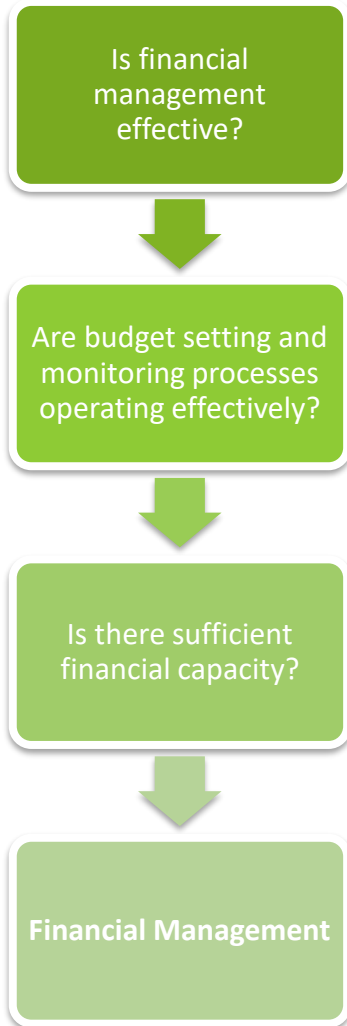 Is financial
management
effective?
Are budget setting and
monitoring processes
operating effectively?
Is there sufficient
financial capacity?
Financial Management